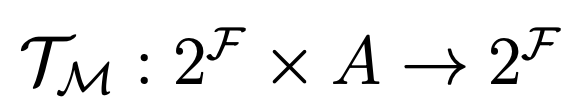 𝒯_ℳ : 2^ℱ × A → 2^ℱ